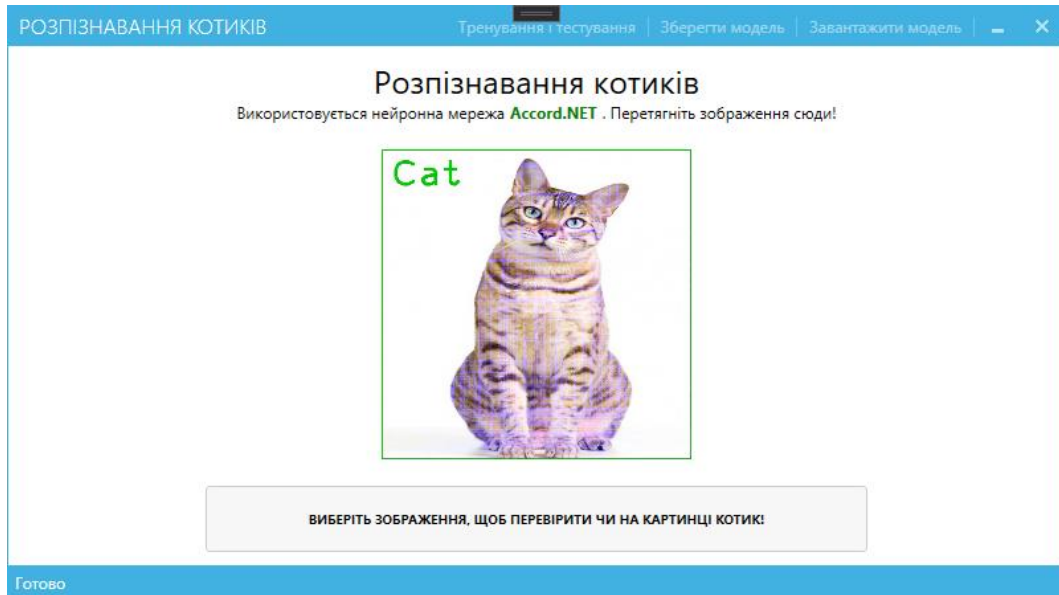 РОЗПІЗНАВАННЯ КОТИКІВ
Тренування і тестування
Зберегти модель
Завантажити модель
Розпізнавання котиків
Використовується нейронна мережа Accord.NET . Перетягніть зображення сюди!
Cat
ВИБЕРІТЬ ЗОБРАЖЕННЯ, ЩОБ ПЕРЕВІРИТИ ЧИ НА КАРТИНЦІ КОТИК!
Готово